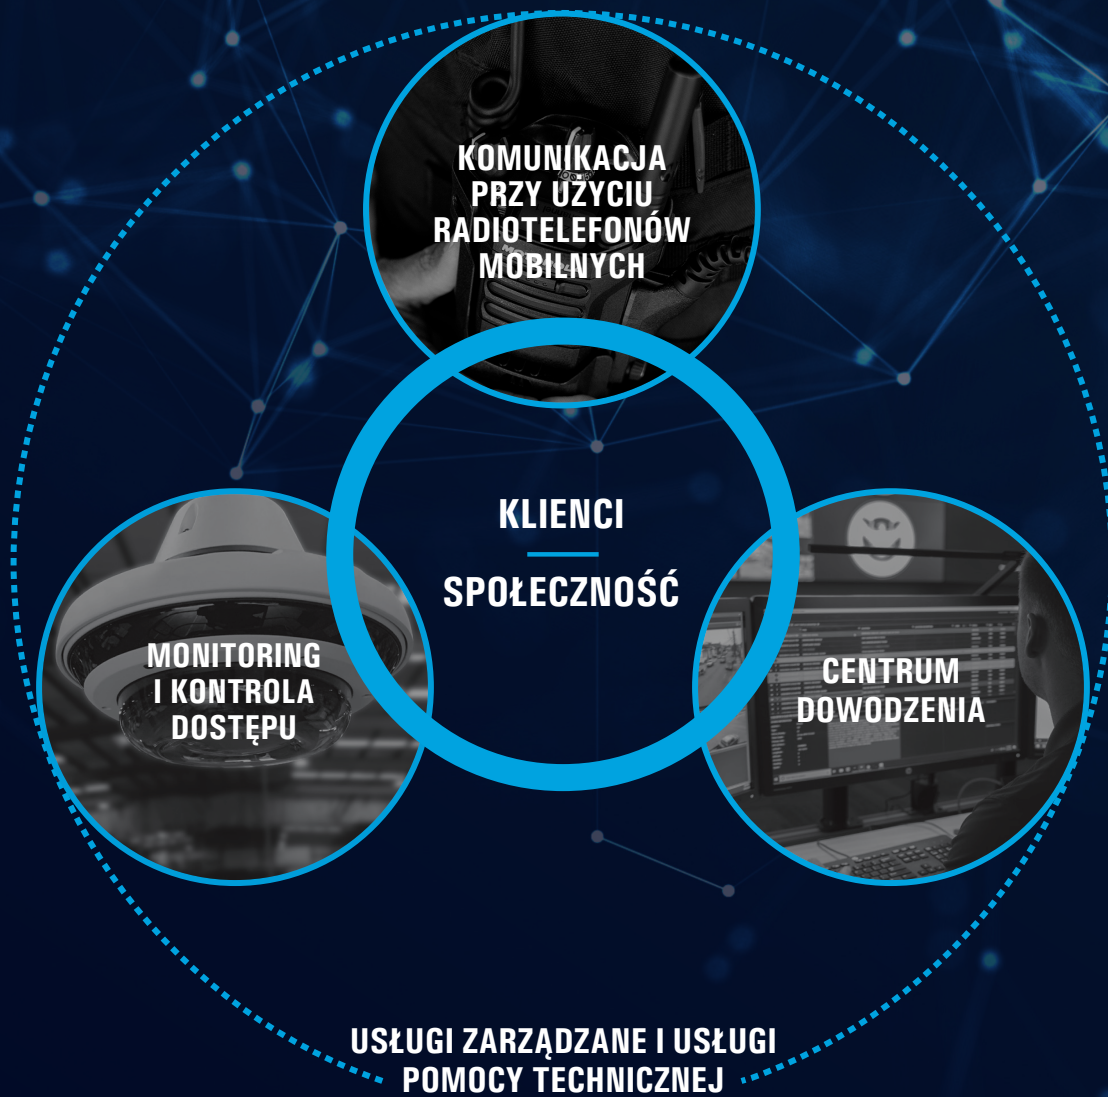 KOMUNIKACJA
PRZY UŻYCIU
RADIOTELEFONÓW
MOBILNYCH
KLIENCI
SPOŁECZNOŚĆ
MONITORING
I KONTROLA
DOSTĘPU
CENTRUM
DOWODZENIA
USŁUGI ZARZĄDZANE I USŁUGI
POMOCY TECHNICZNEJ